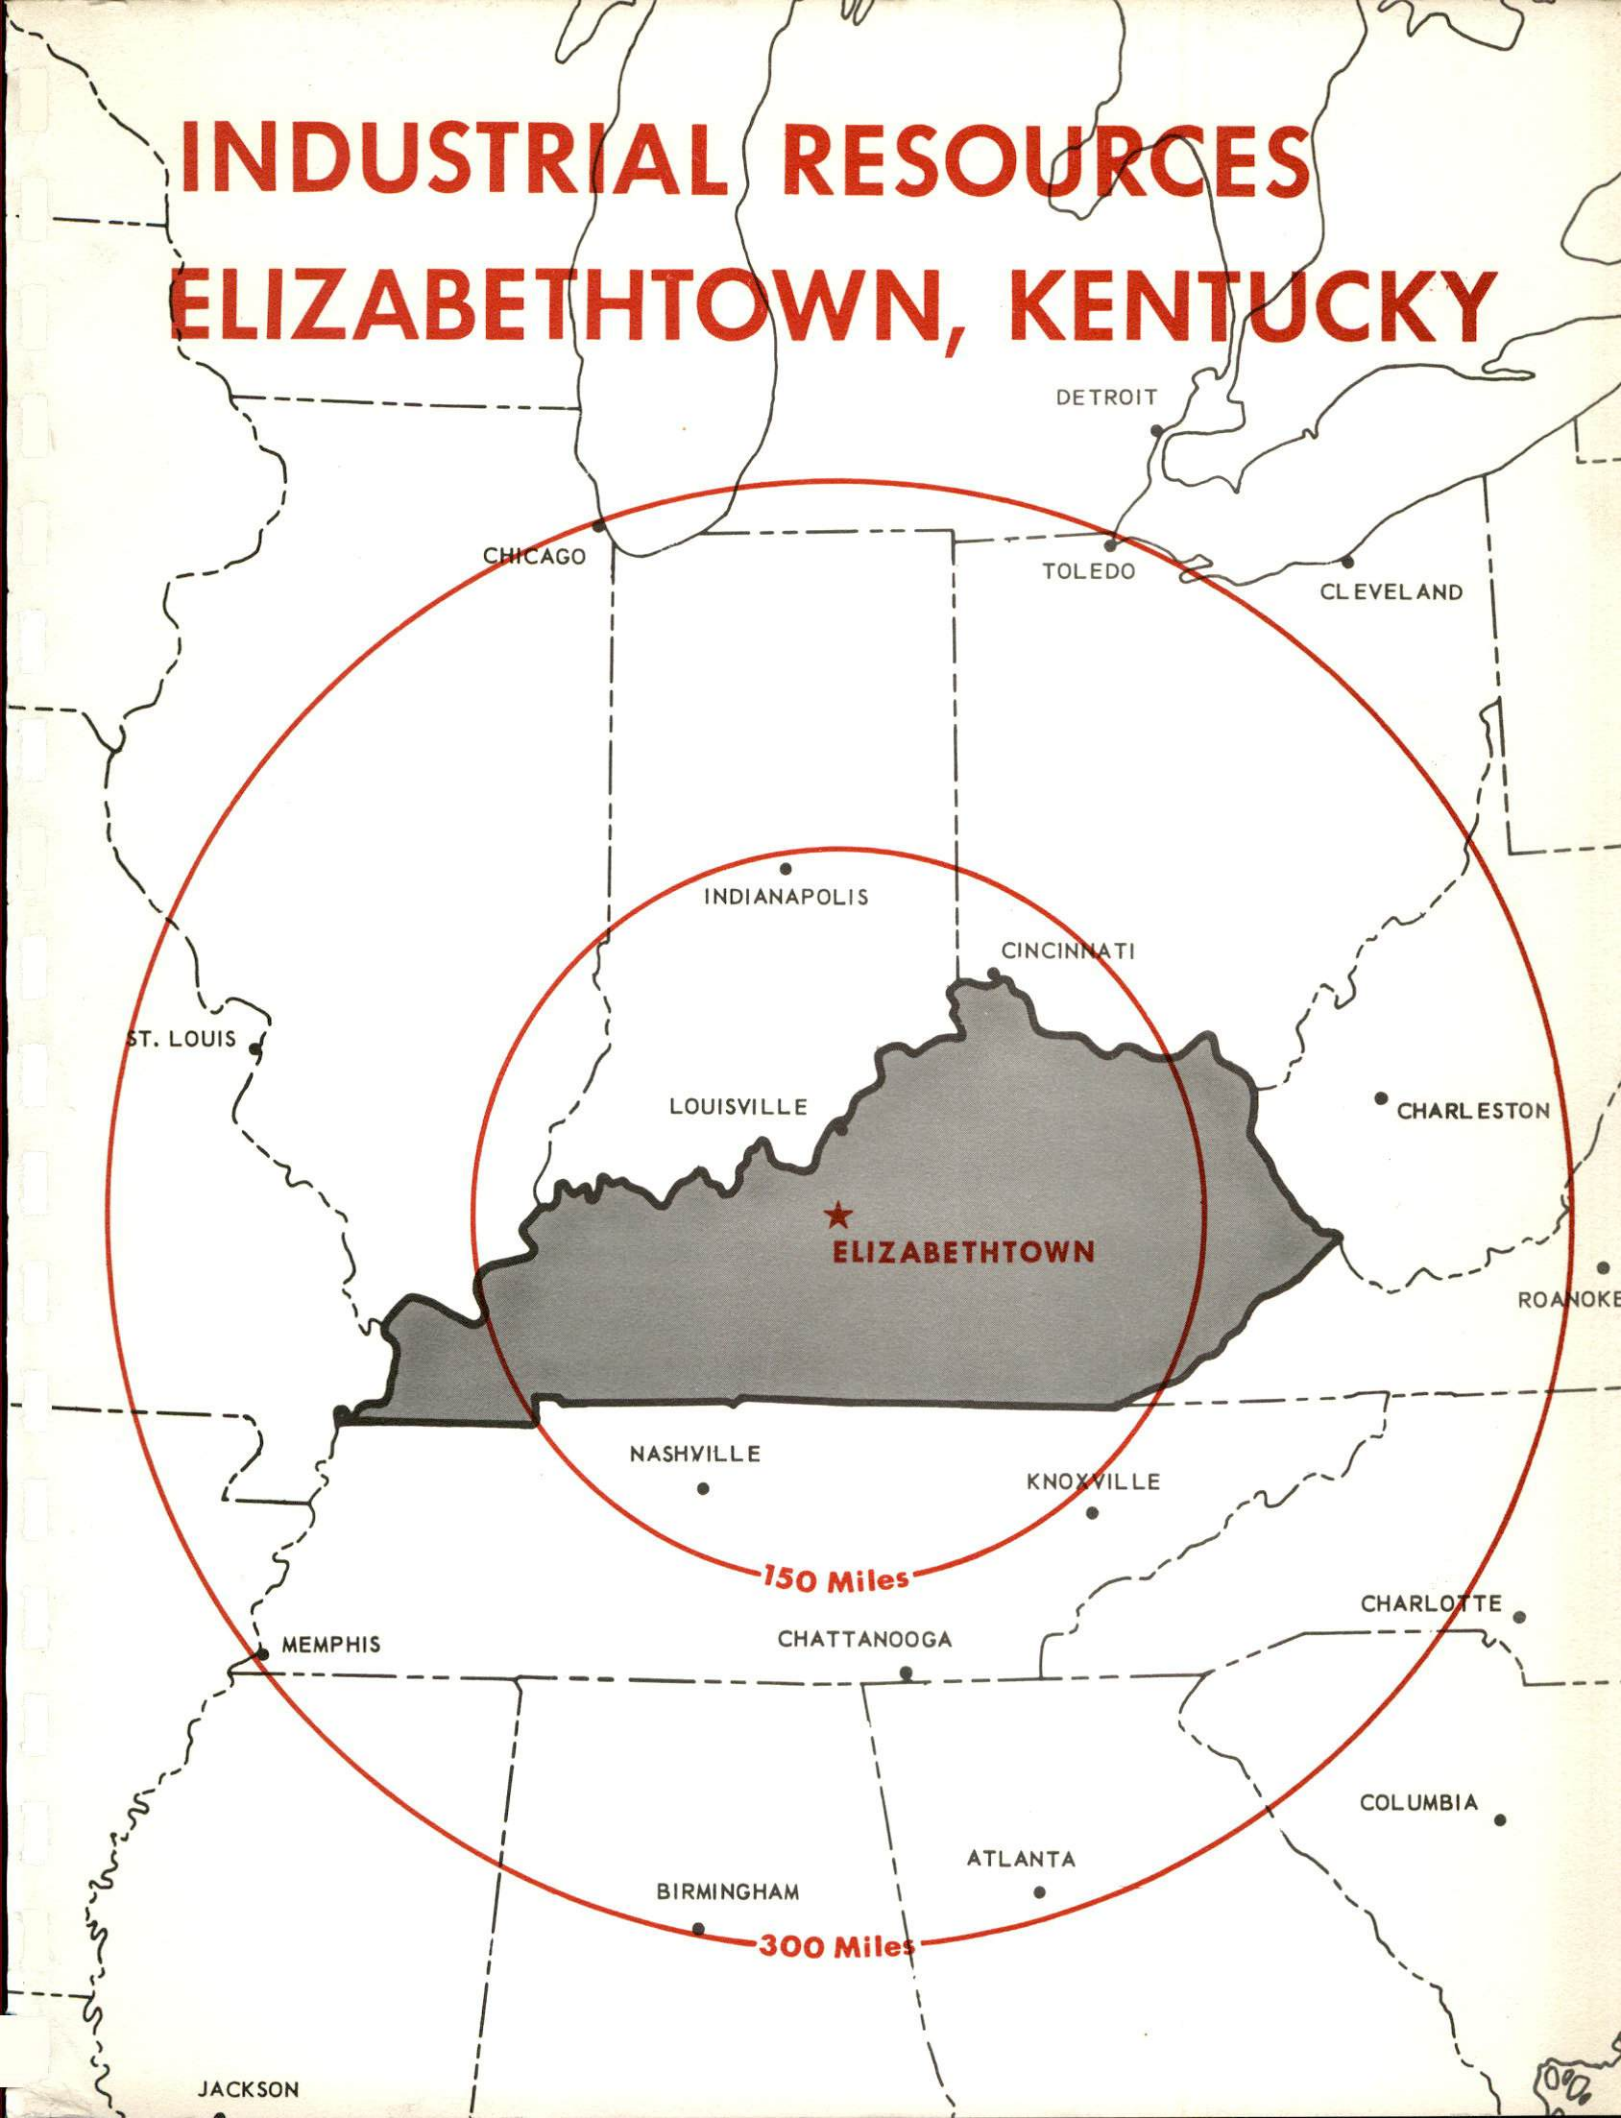 INDUSTRIAL RESOURCES
ELIZABETHTOWN, KENTUCKY
DETROIT
CHICAGO
TOLEDO
CLEVELAND
INDIANAPOLIS
CINCINNATI
ST. LOUIS
LOUISVILLE
CHARLESTON
ELIZABETHTOWN
ROANOKE
NASHVILLE
KNOXVILLE
150 Miles
CHARLOTTE
CHATTANOOGA
MEMPHIS
COLUMBIA
ATLANTA
BIRMINGHAM
300 Miles
JACKSON